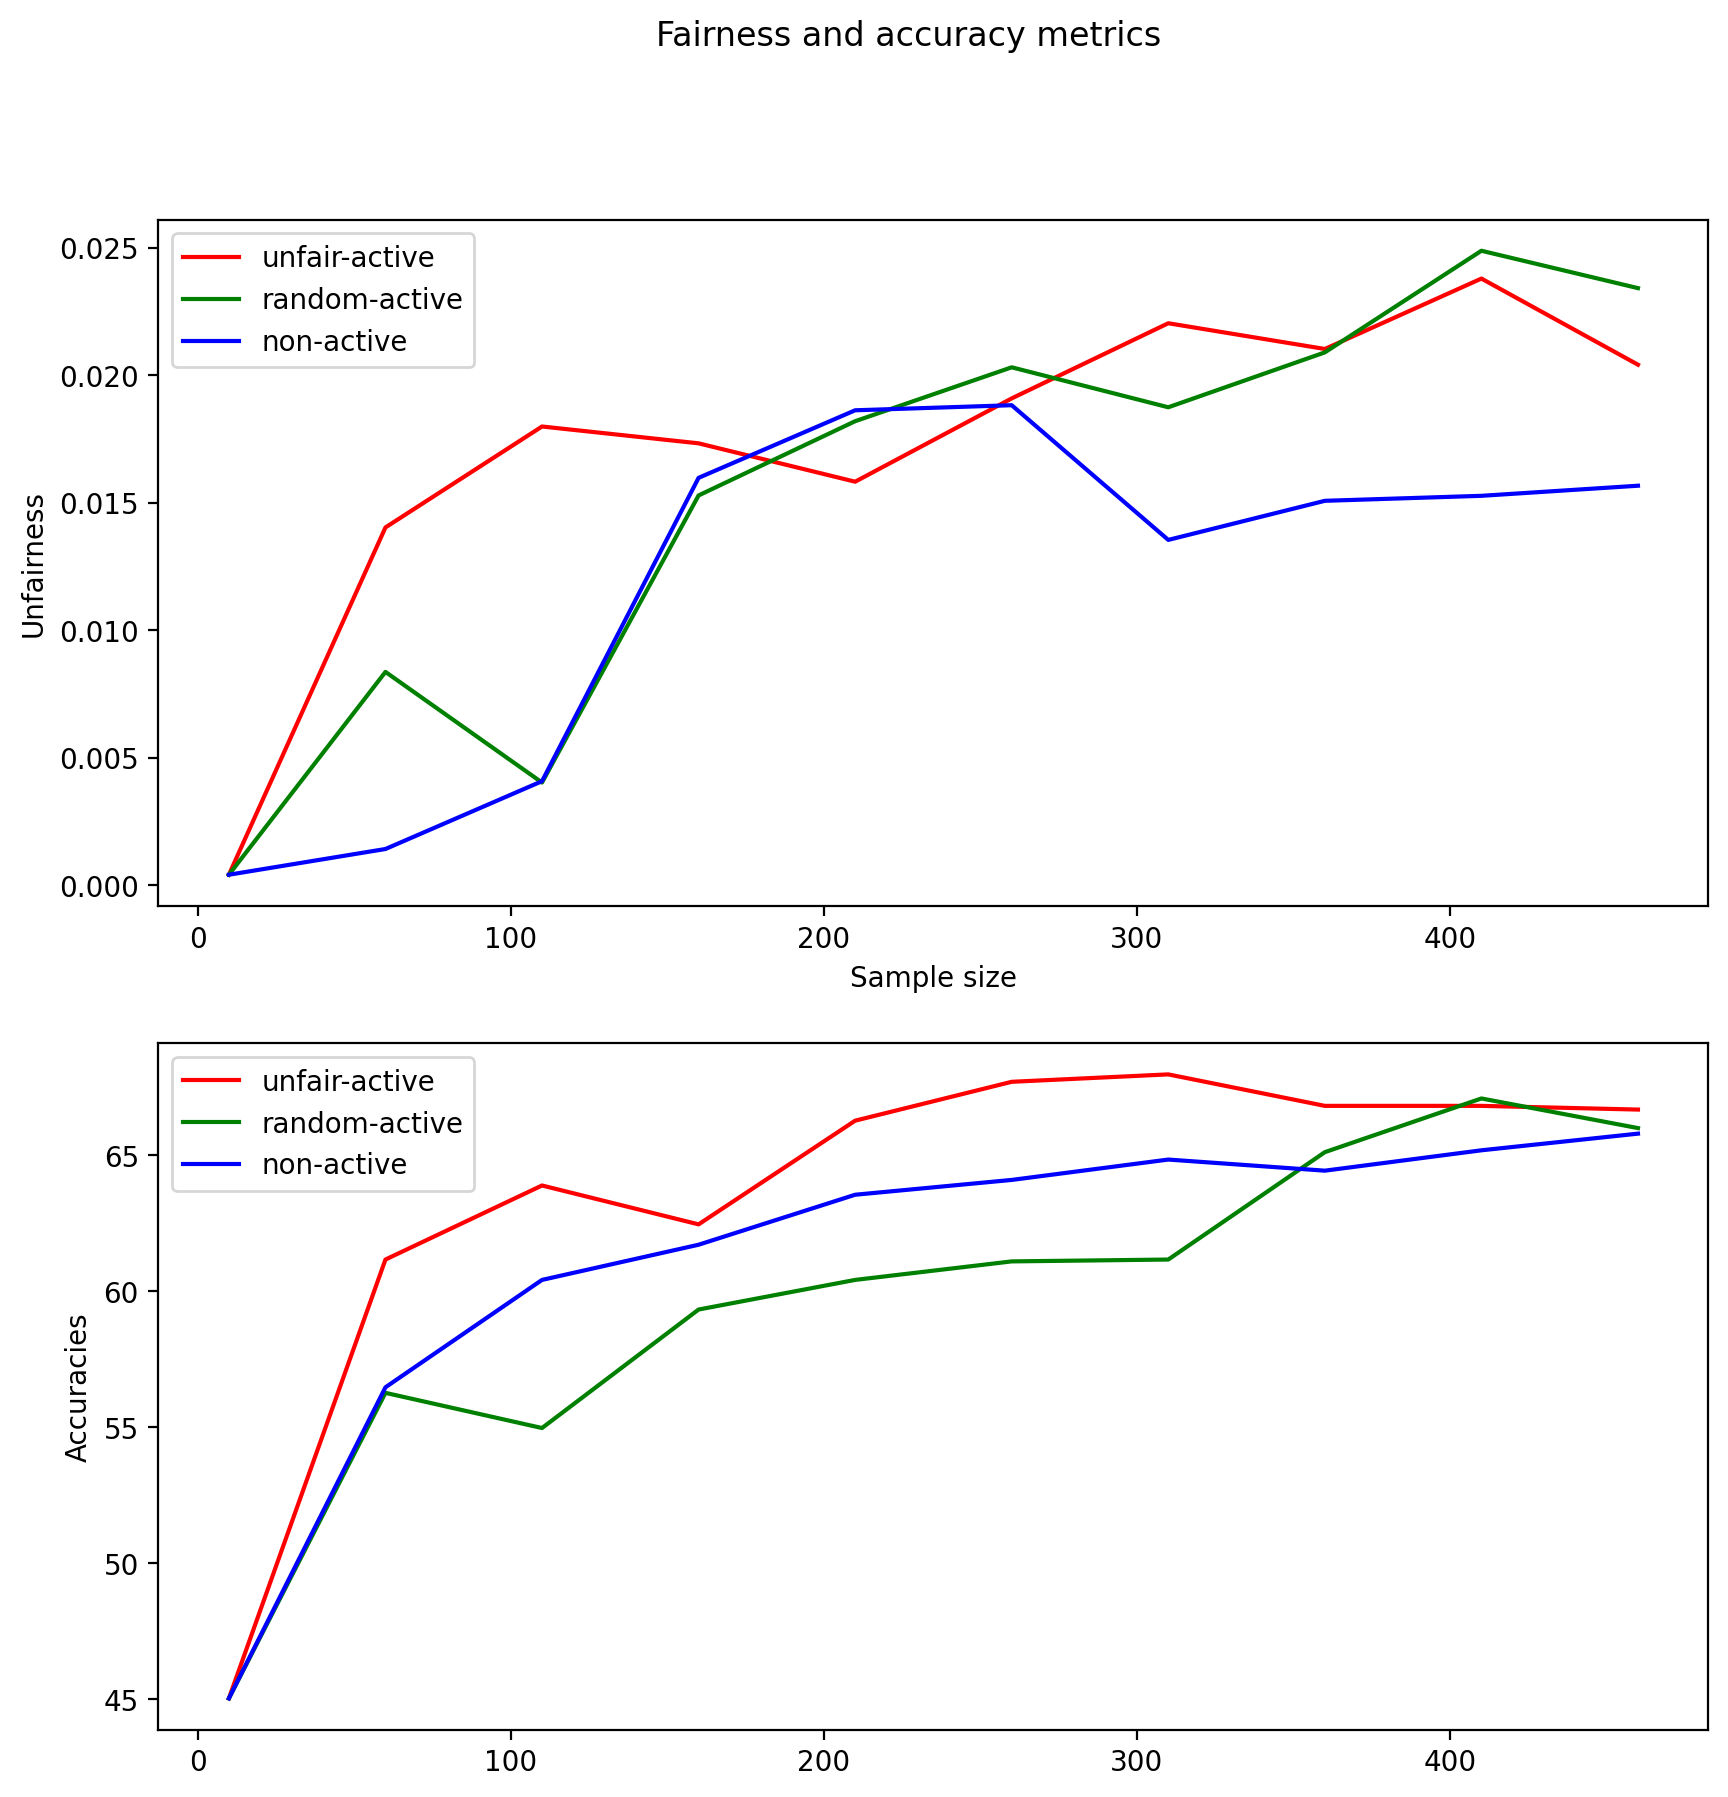 Fairness and accuracy metrics
unfair-active
random-active
non-active
0.025
0.020
0.015
0.010
0.005
0.000
Unfairness
0 100 200 300 400
Sample size
unfair-active
random-active
non-active
65
60
55
50
45
Accuracies
0 100 200 300 400